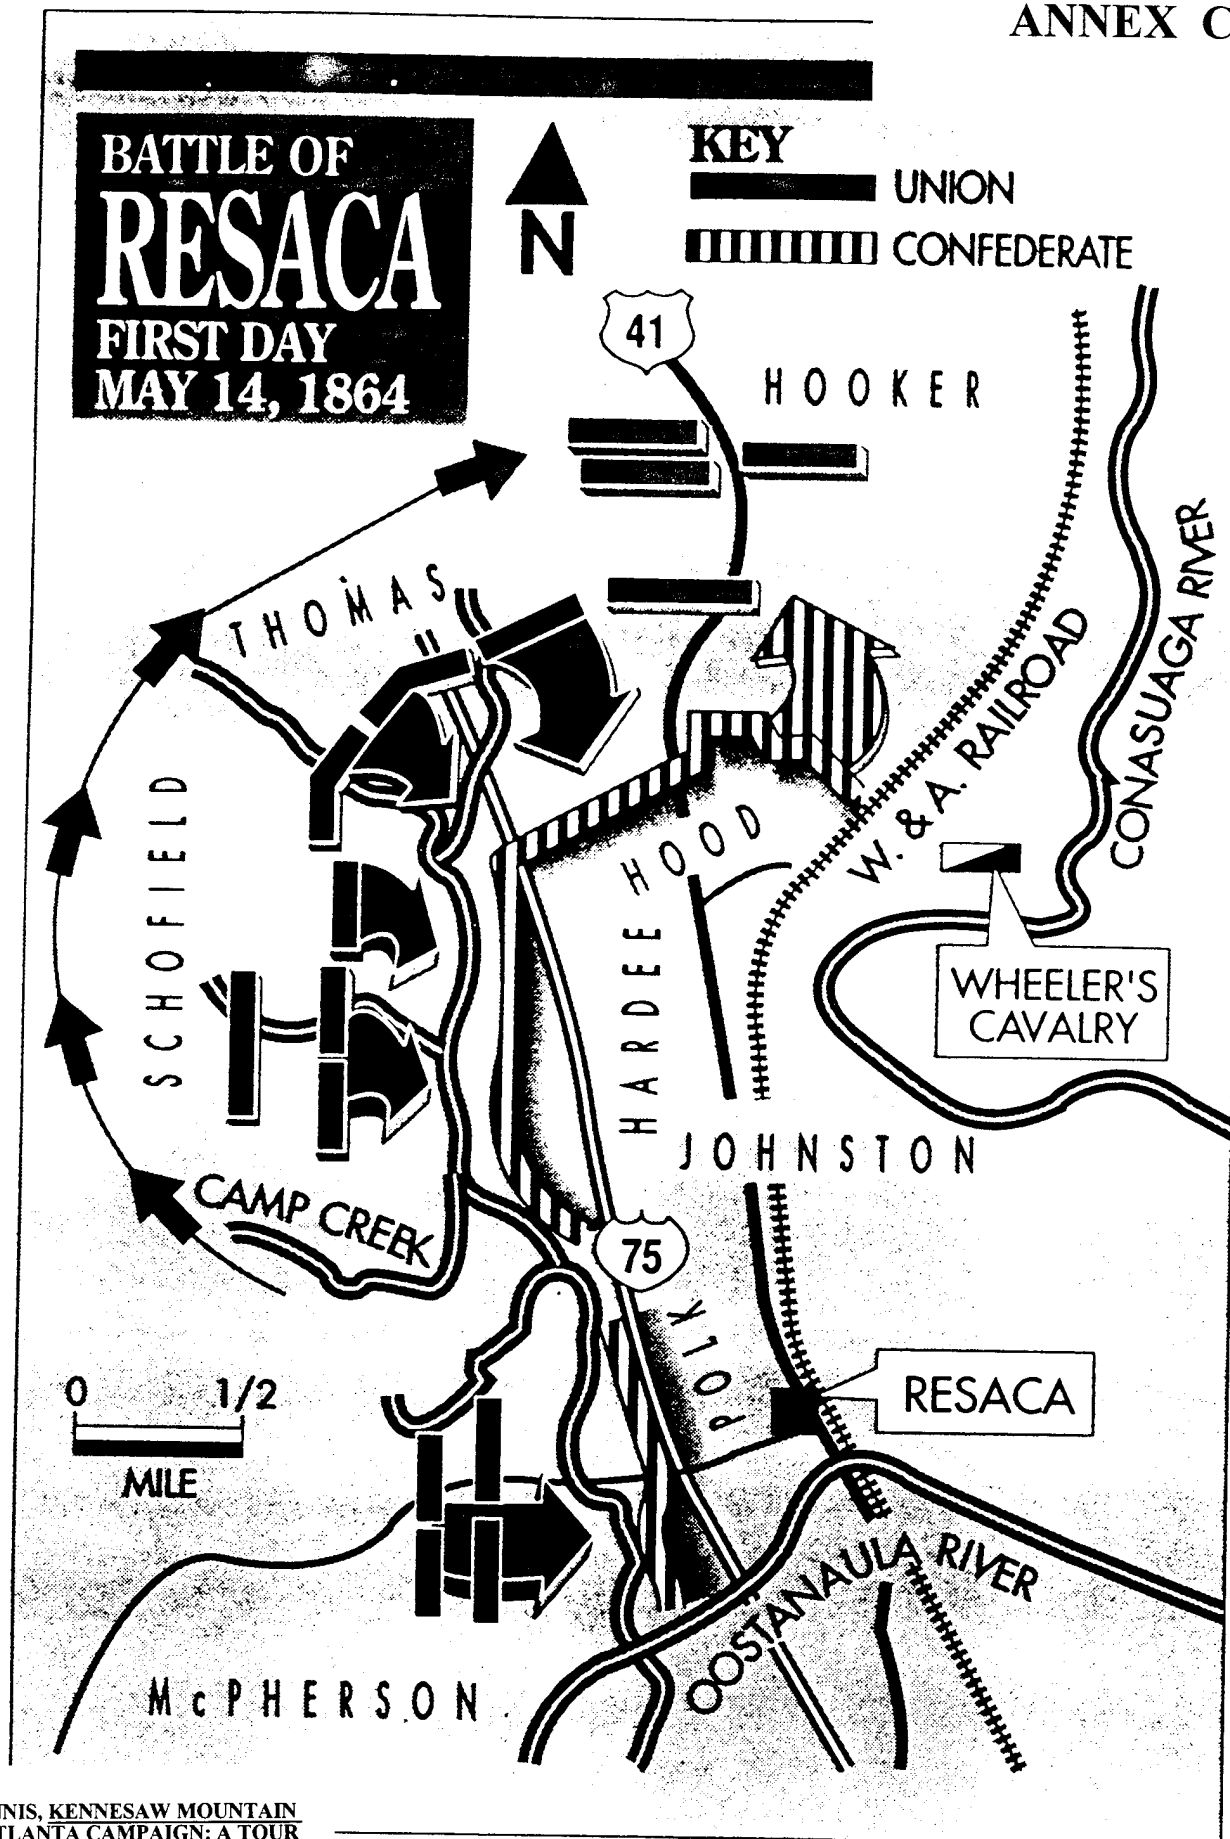 ANNEX C
BATTLE OF
RESACA
FIRST DAY
MAY 14, 1864
N
KEY
UNION
CONFEDERATE
41
HOOKER
THOMAS
W. & A. RAILROAD
CONASUAGA RIVER
SCHOFIELD
HOOD
HARDEE
WHEELER'S
CAVALRY
JOHNSTON
CAMP CREEK
75
POLK
0 1/2
MILE
RESACA
OOSTANAULA RIVER
McPHERSON
KENNESAW MOUNTAIN
CAMPAIGN: A TOUR